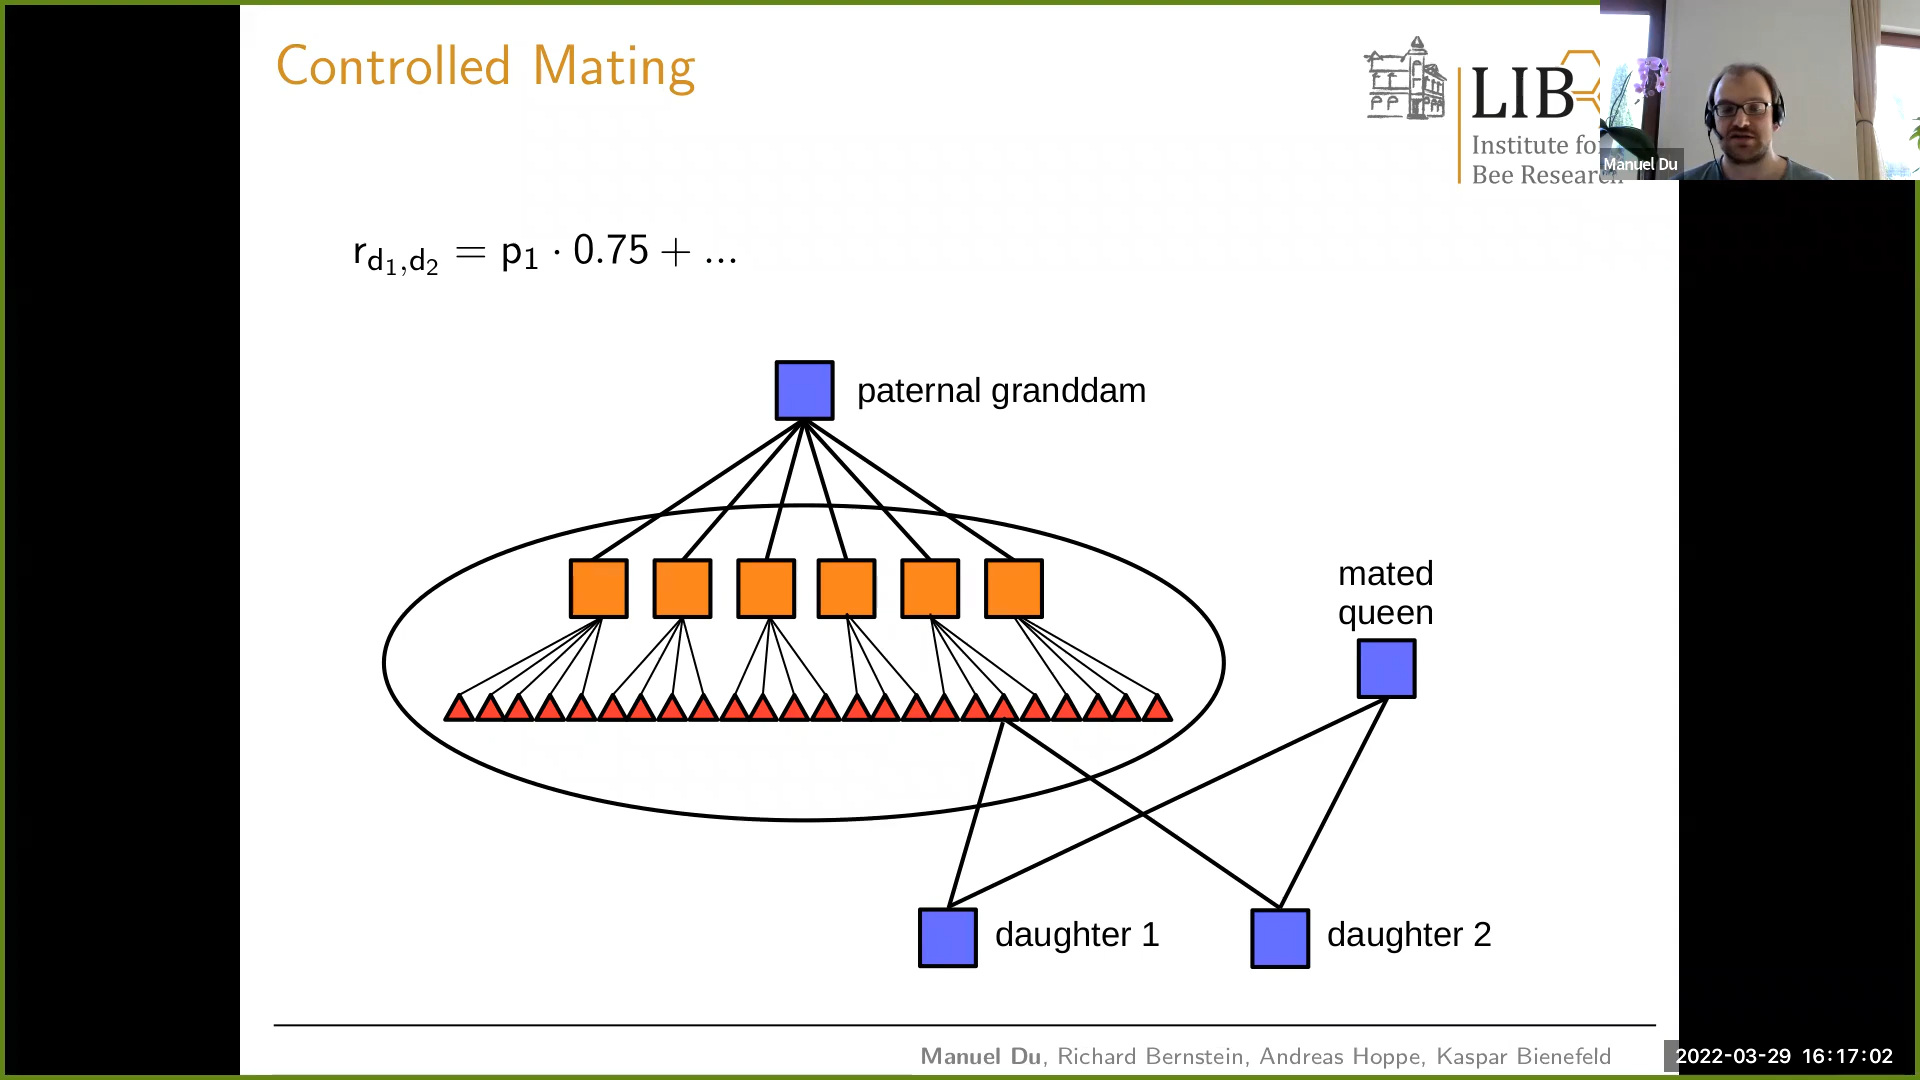 Controlled Mating
LIB
Institute fo
Bee Research
Manuel Du
r_{d_1,d_2} = p_1 · 0.75 + ...
paternal granddam
mated
queen
daughter 1
daughter 2
Manuel Du, Richard Bernstein, Andreas Hoppe, Kaspar Bienefeld
2022-03-29 16:17:02